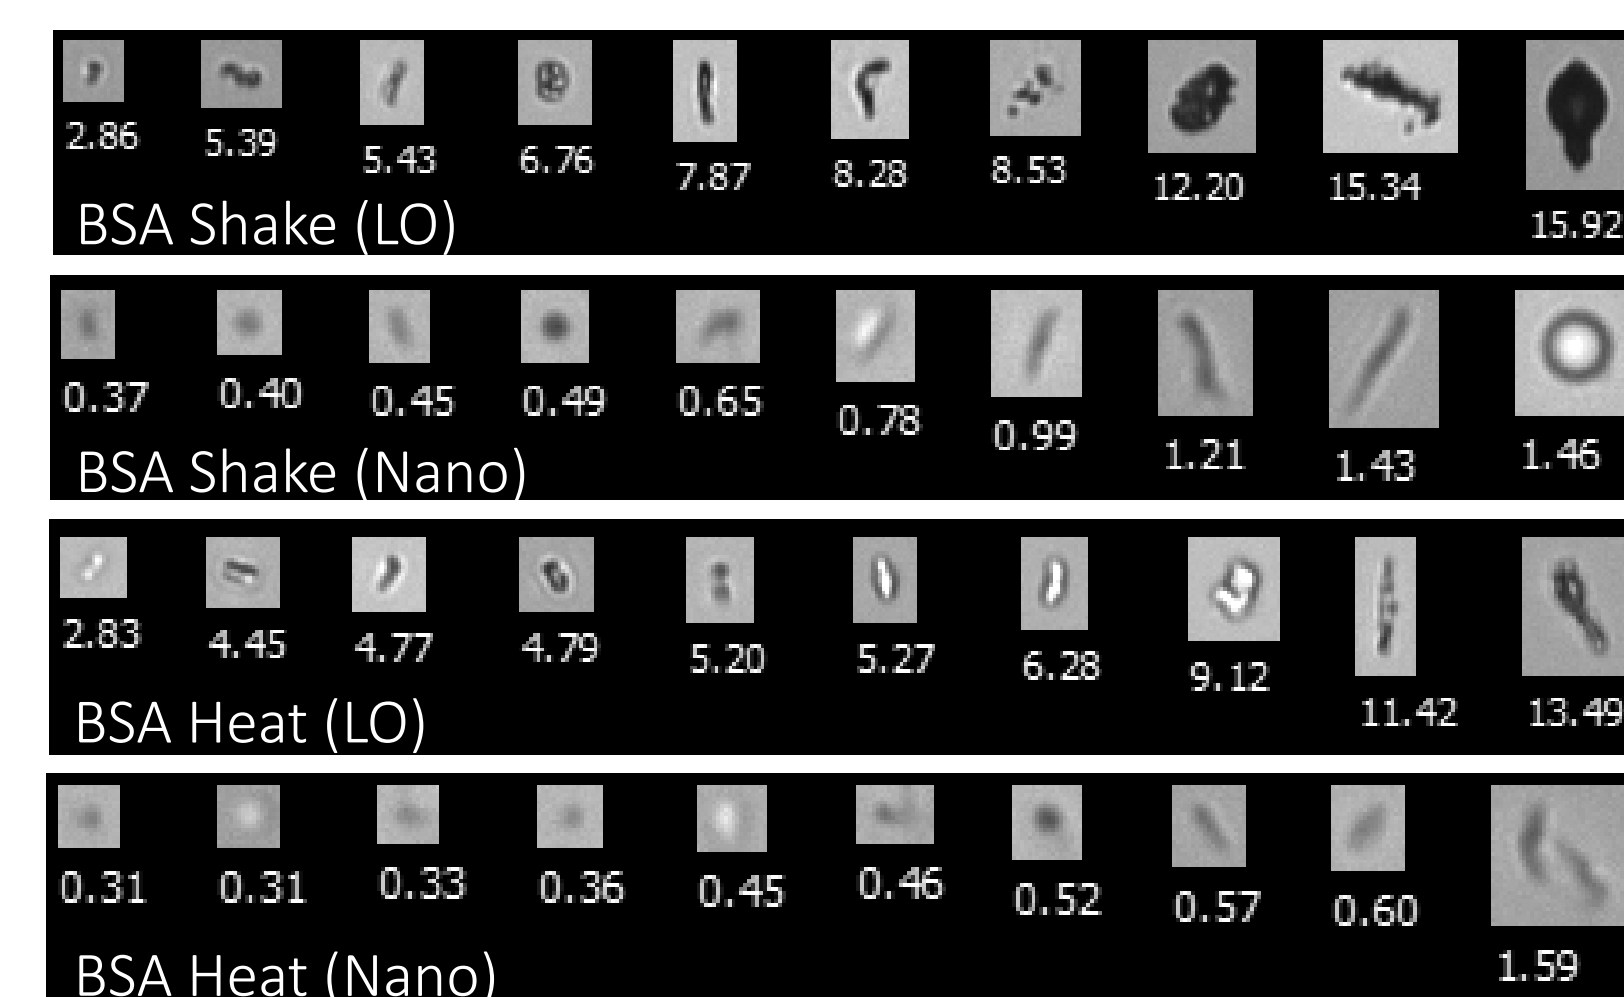 2.86 5.39 5.43 6.76 7.87 8.28 8.53 12.20 15.34 15.92
BSA Shake (LO)
0.37 0.40 0.45 0.49 0.65 0.78 0.99 1.21 1.43 1.46
BSA Shake (Nano)
2.83 4.45 4.77 4.79 5.20 5.27 6.28 9.12 11.42 13.49
BSA Heat (LO)
0.31 0.31 0.33 0.36 0.45 0.46 0.52 0.57 0.60 1.59
BSA Heat (Nano)